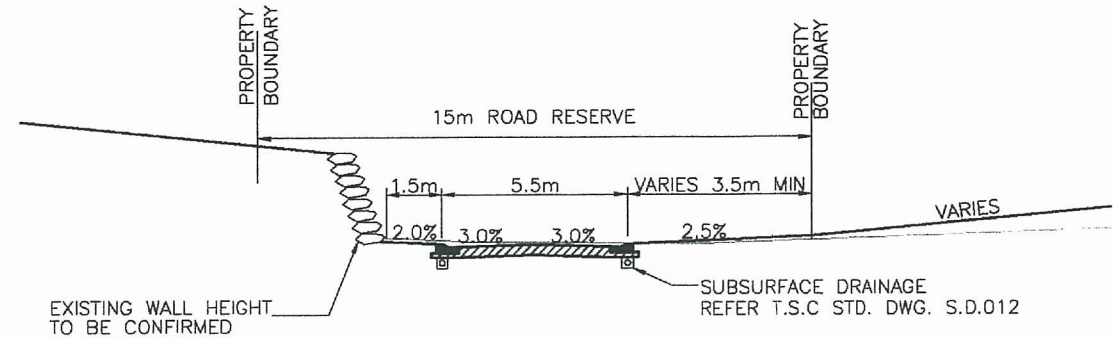 PROPERTY
BOUNDARY
PROPERTY
BOUNDARY
15m ROAD RESERVE
1.5m
5.5m
VARIES 3.5m MIN
VARIES
2.0%
3.0%
3.0%
2.5%
EXISTING WALL HEIGHT
TO BE CONFIRMED
SUBSURFACE DRAINAGE
REFER T.S.C STD. DWG. S.D.012